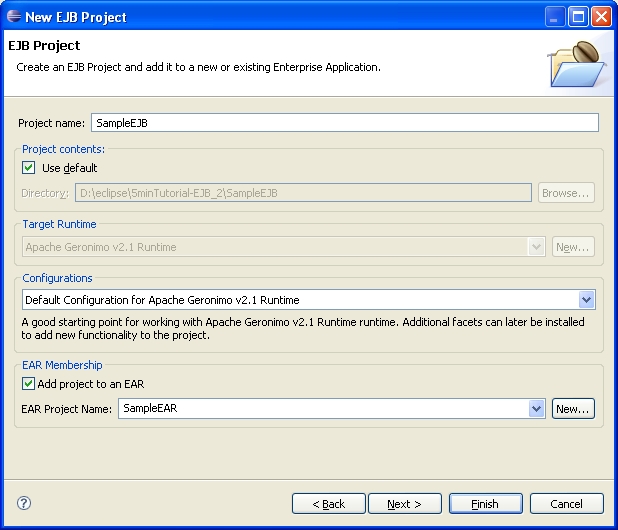 New EJB Project
EJB Project
Create an EJB Project and add it to a new or existing Enterprise Application.
Project name: SampleEJB
Project contents:
Use default
Directory: D:\eclipse\5minTutorial-EJB_2\SampleEJB Browse...
Target Runtime
Apache Geronimo v2.1 Runtime New...
Configurations
Default Configuration for Apache Geronimo v2.1 Runtime
A good starting point for working with Apache Geronimo v2.1 Runtime runtime. Additional facets can later be installed
to add new functionality to the project.
EAR Membership
Add project to an EAR
EAR Project Name: SampleEAR New...
? < Back Next > Finish Cancel